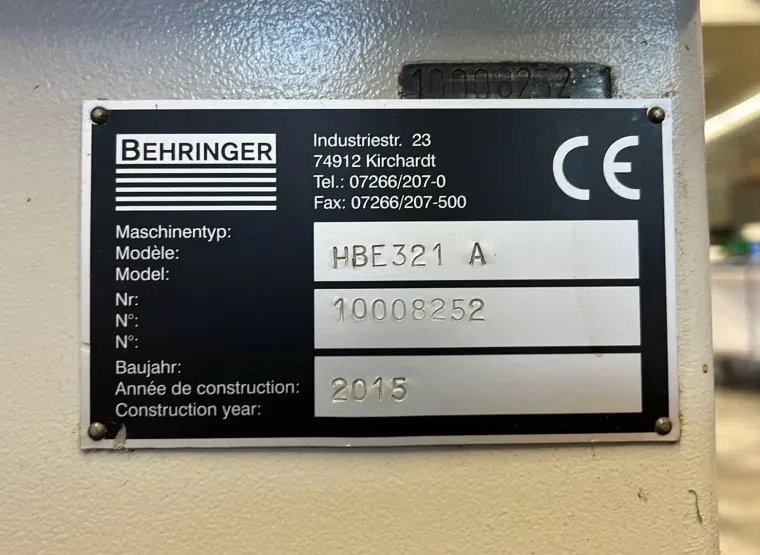 10008252
BEHRINGER
Industriestr. 23
74912 Kirchardt
Tel.: 07266/207-0
Fax: 07266/207-500
CE
Maschinentyp:
Modèle:
Model:
HBE321 A
Nr:
N°:
N°:
10008252
Baujahr:
Année de construction:
Construction year:
2015